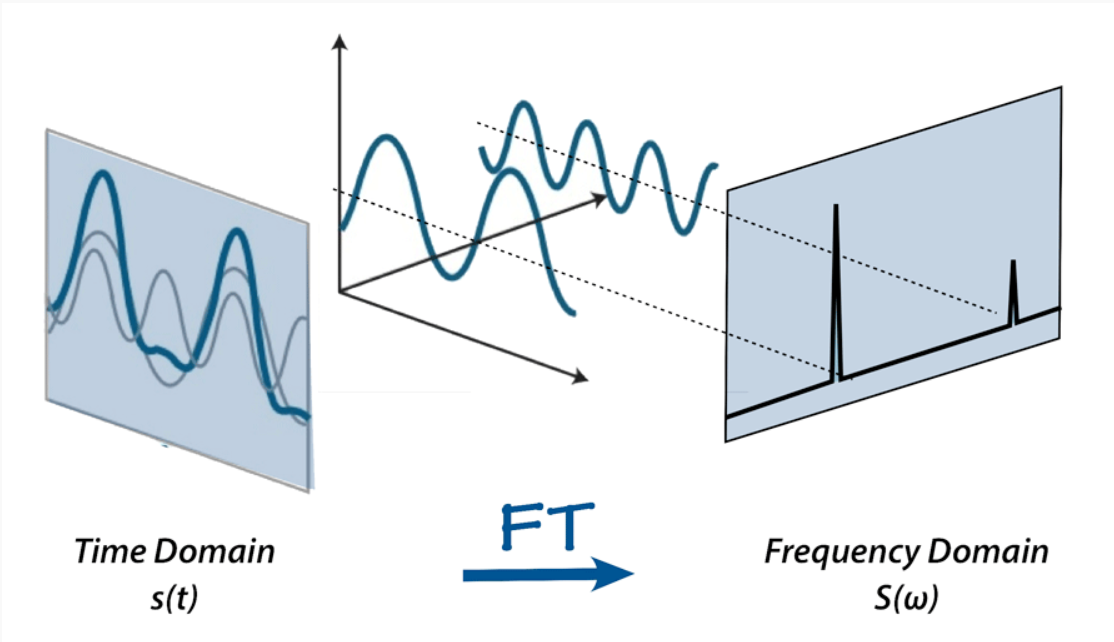 FT
Time Domain
s(t)
Frequency Domain
S(ω)